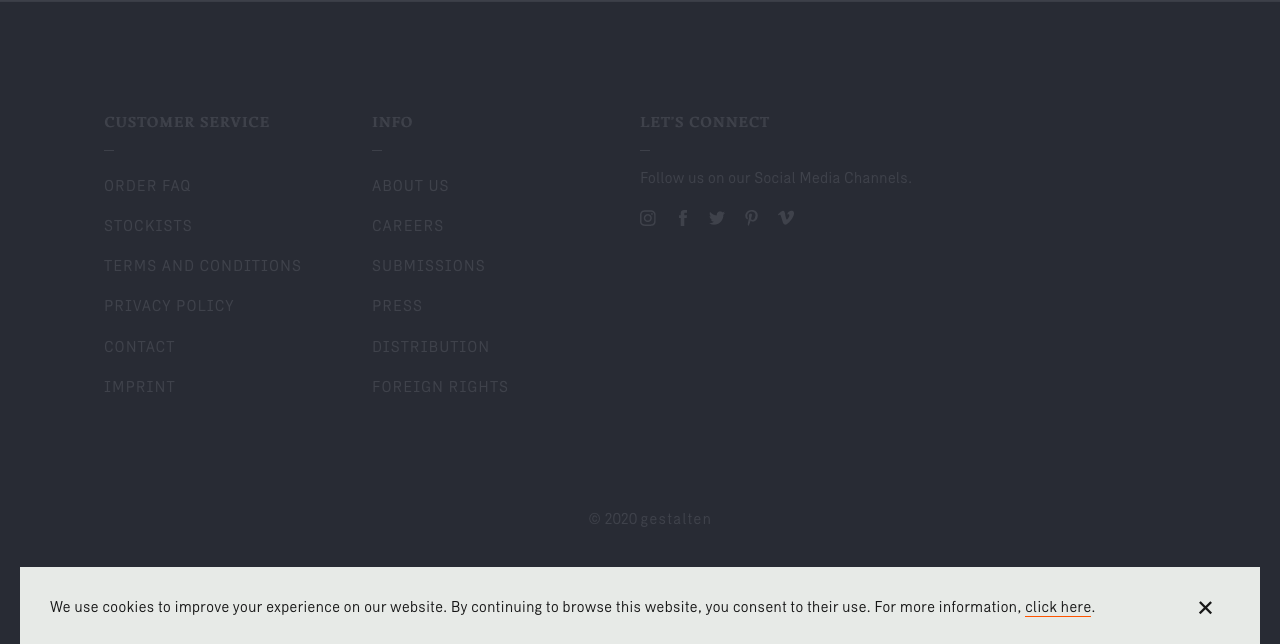 CUSTOMER SERVICE
—
ORDER FAQ
STOCKISTS
TERMS AND CONDITIONS
PRIVACY POLICY
CONTACT
IMPRINT
INFO
—
ABOUT US
CAREERS
SUBMISSIONS
PRESS
DISTRIBUTION
FOREIGN RIGHTS
LET'S CONNECT
—
Follow us on our Social Media Channels.
© 2020 gestalten
We use cookies to improve your experience on our website. By continuing to browse this website, you consent to their use. For more information, click here.